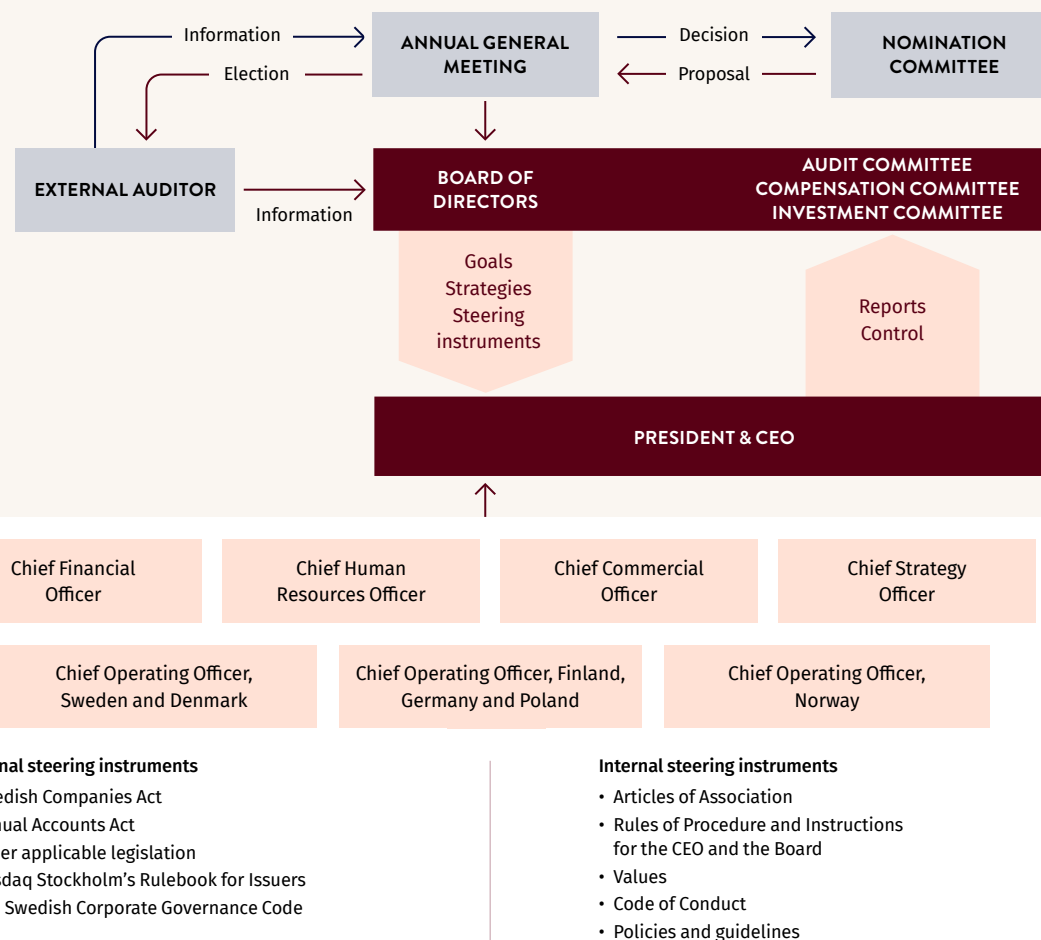 Information
ANNUAL GENERAL
MEETING
Decision
NOMINATION
COMMITTEE
Election
Proposal
EXTERNAL AUDITOR
Information
BOARD OF
DIRECTORS
AUDIT COMMITTEE
COMPENSATION COMMITTEE
INVESTMENT COMMITTEE
Goals
Strategies
Steering
instruments
Reports
Control
PRESIDENT & CEO
Chief Financial
Officer
Chief Human
Resources Officer
Chief Commercial
Officer
Chief Strategy
Officer
Chief Operating Officer,
Sweden and Denmark
Chief Operating Officer, Finland,
Germany and Poland
Chief Operating Officer,
Norway
steering instruments
Companies Act
Accounts Act
applicable legislation
Stockholm's Rulebook for Issuers
Swedish Corporate Governance Code
Internal steering instruments
• Articles of Association
• Rules of Procedure and Instructions
for the CEO and the Board
• Values
• Code of Conduct
• Policies and guidelines